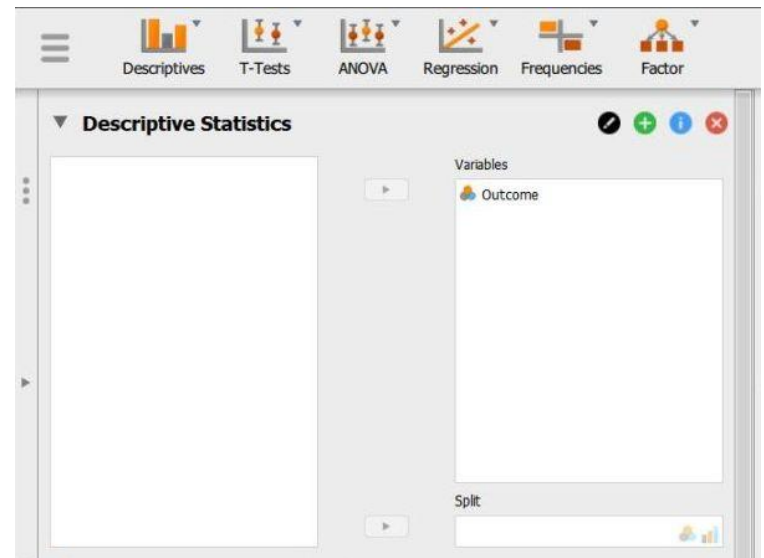 Descriptives T-Tests ANOVA Regression Frequencies Factor
Descriptive Statistics
Variables
Outcome
Split